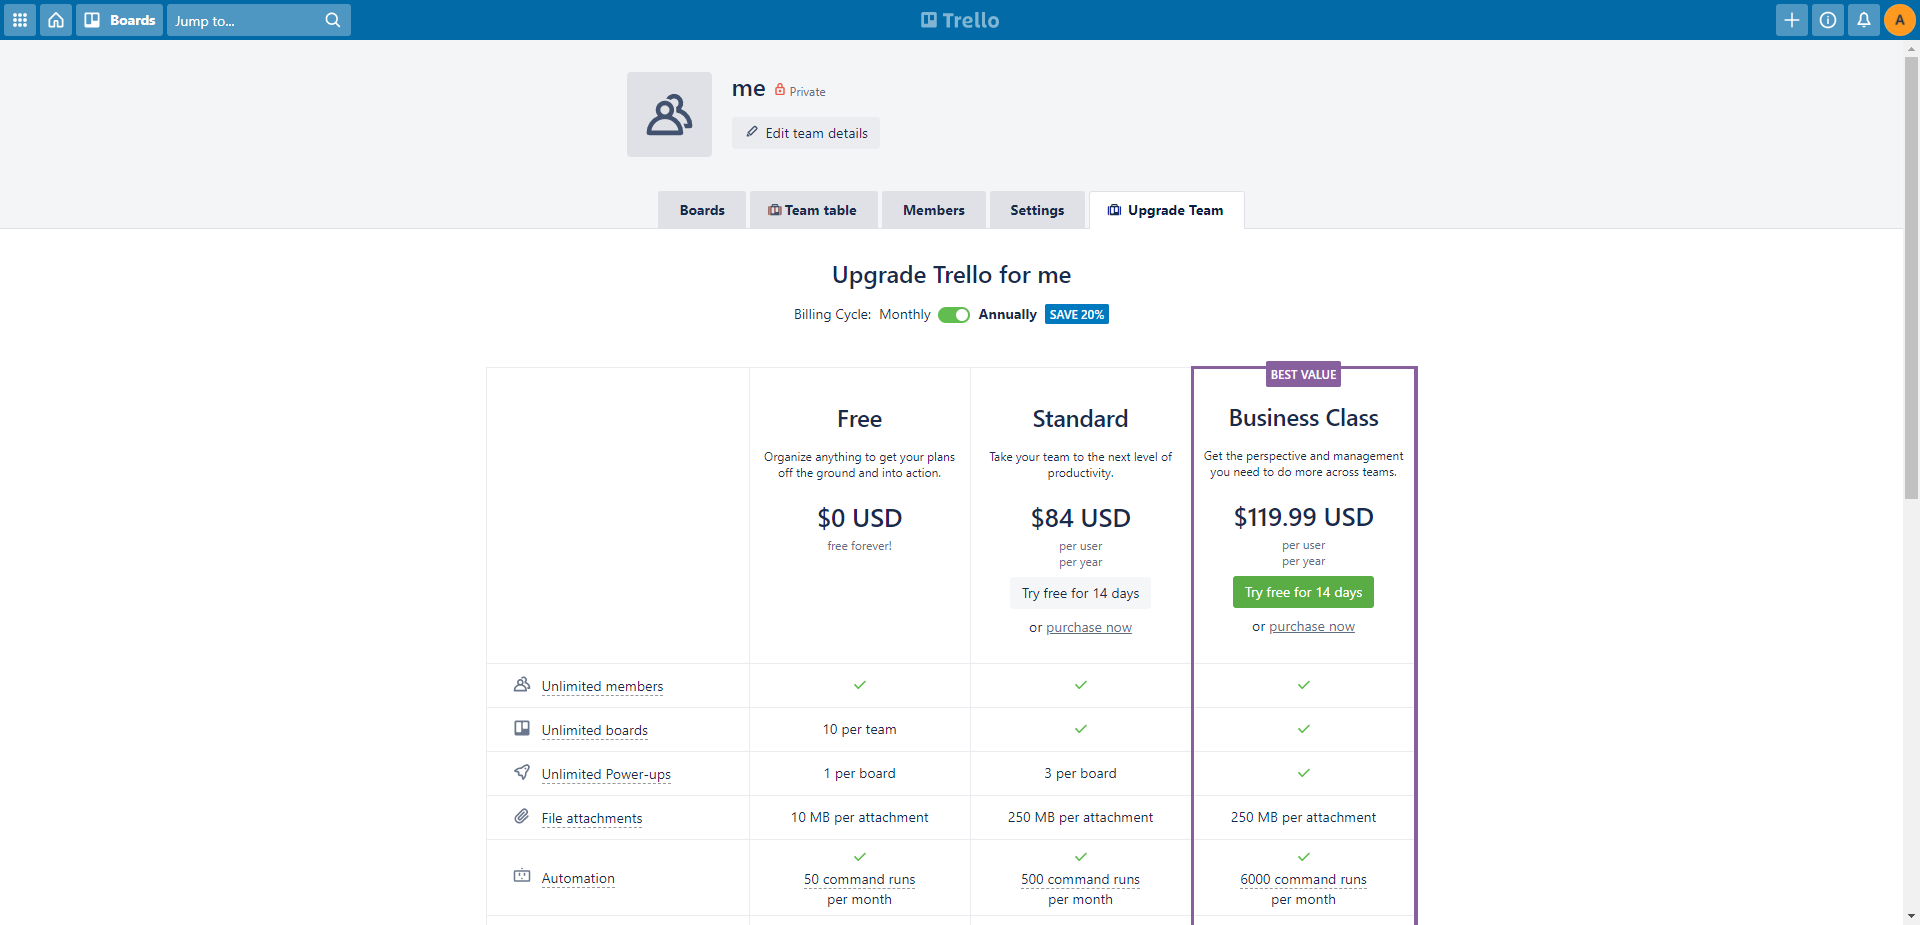 Boards
Jump to...
Trello
A
me
Private
Edit team details
Boards
Team table
Members
Settings
Upgrade Team
Upgrade Trello for me
Billing Cycle: Monthly Annually SAVE 20%
BEST VALUE
Free
Organize anything to get your plans
off the ground and into action.
$0 USD
free forever!
Standard
Take your team to the next level of
productivity.
$84 USD
per user
per year
Try free for 14 days
or purchase now
Business Class
Get the perspective and management
you need to do more across teams.
$119.99 USD
per user
per year
Try free for 14 days
or purchase now
Unlimited members
Unlimited boards
10 per team
Unlimited Power-ups
1 per board
3 per board
File attachments
10 MB per attachment
250 MB per attachment
250 MB per attachment
Automation
50 command runs
per month
500 command runs
per month
6000 command runs
per month